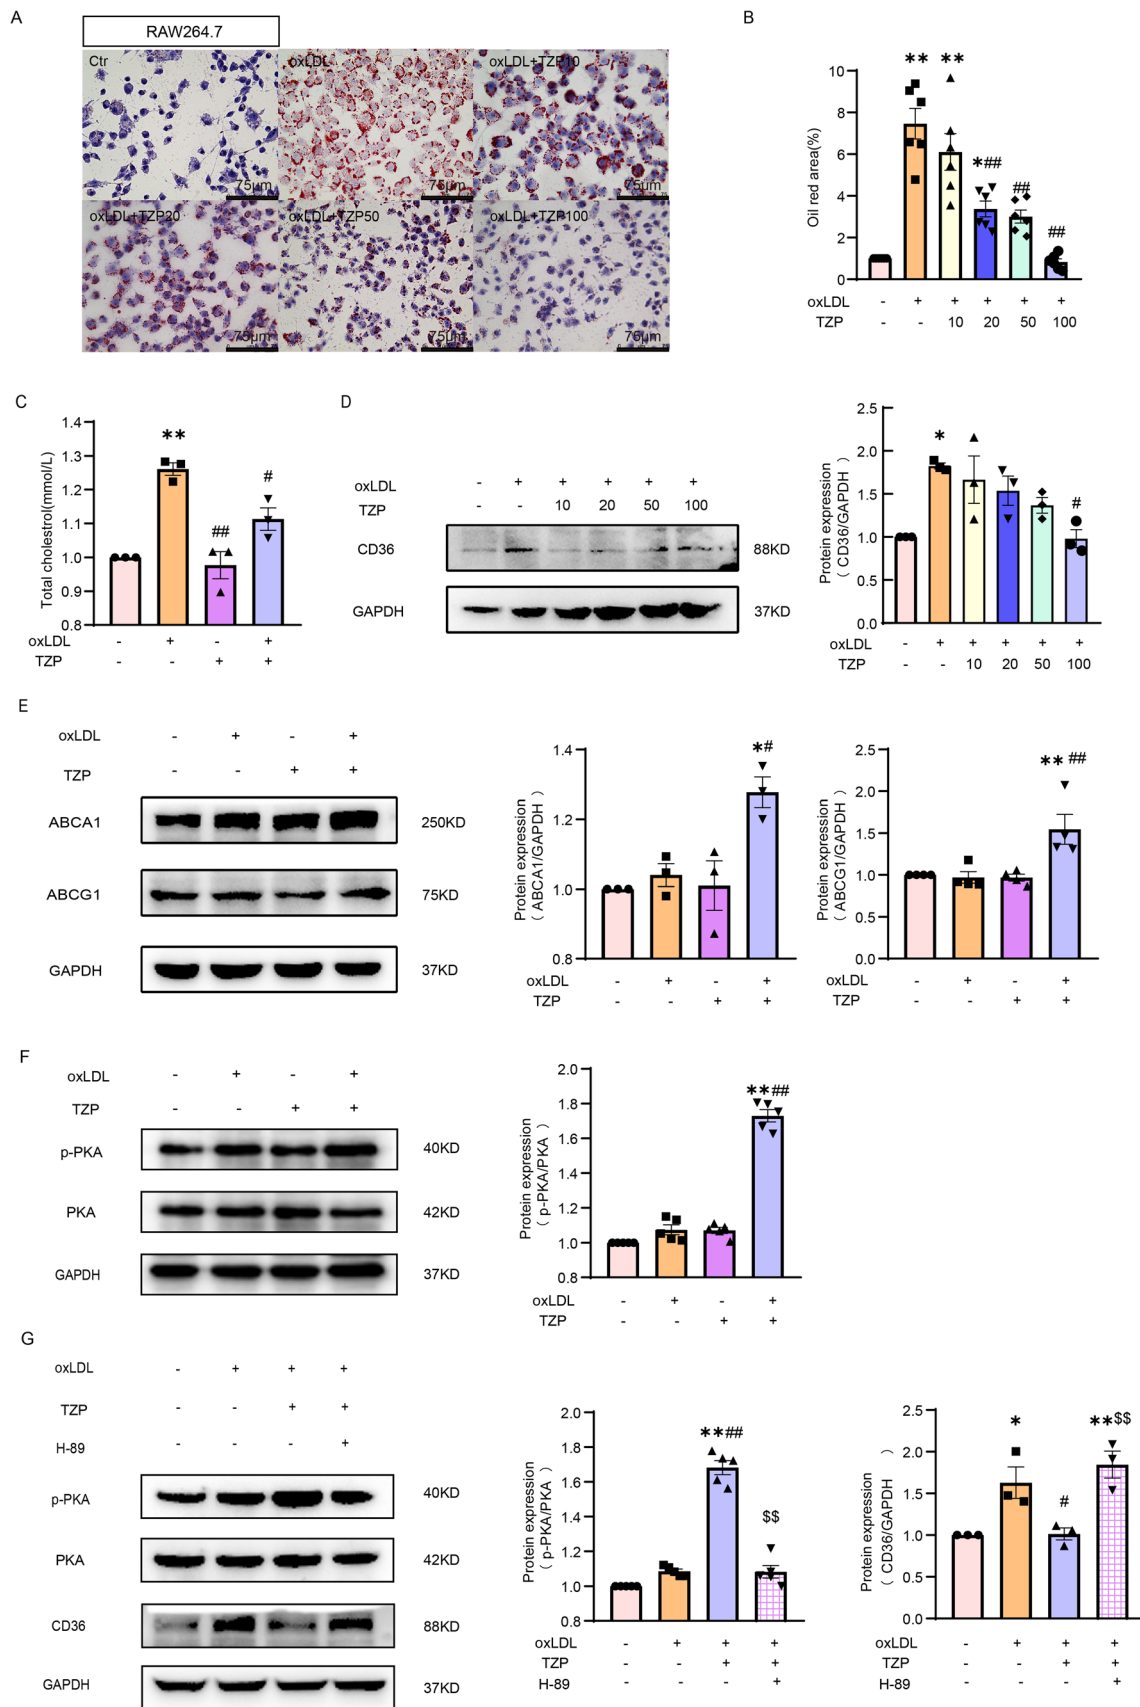 A
RAW264.7
Ctr
oxLDL
oxLDL+TZP10
75μm
75μm
75μm
oxLDL+TZP20
oxLDL+TZP50
oxLDL+TZP100
75μm
75μm
75μm
B
Oil red area(%)
10
8
6
4
2
0
** ** *## ## ##
oxLDL - + + + + +
TZP - - 10 20 50 100
C
Total cholestrol(mmol/L)
1.4
1.3
1.2
1.1
1.0
0.9
0.8
** ## #
oxLDL - + - +
TZP - - + +
D
oxLDL - + + + + +
TZP - - 10 20 50 100
CD36 88KD
GAPDH 37KD
Protein expression
( CD36/GAPDH )
2.5
2.0
1.5
1.0
0.5
0.0
* #
oxLDL - + + + + +
TZP - - 10 20 50 100
E
oxLDL - + - +
TZP - - + +
ABCA1 250KD
ABCG1 75KD
GAPDH 37KD
Protein expression
( ABCA1/GAPDH )
1.4
1.2
1.0
0.8
*#
oxLDL - + - +
TZP - - + +
Protein expression
( ABCG1/GAPDH )
2.5
2.0
1.5
1.0
0.5
0.0
** ##
oxLDL - + - +
TZP - - + +
F
oxLDL - + - +
TZP - - + +
p-PKA 40KD
PKA 42KD
GAPDH 37KD
Protein expression
( p-PKA/PKA )
2.0
1.8
1.6
1.2
1.0
0.8
**##
oxLDL - + - +
TZP - - + +
G
oxLDL - + + +
TZP - - + +
H-89 - - - +
p-PKA 40KD
PKA 42KD
CD36 88KD
GAPDH 37KD
Protein expression
( p-PKA/PKA )
2.0
1.8
1.6
1.2
1.0
0.8
**## $$
oxLDL - + + +
TZP - - + +
H-89 - - - +
Protein expression
( CD36/GAPDH )
2.5
2.0
1.5
1.0
0.5
0.0
* # **$$
oxLDL - + + +
TZP - - + +
H-89 - - - +